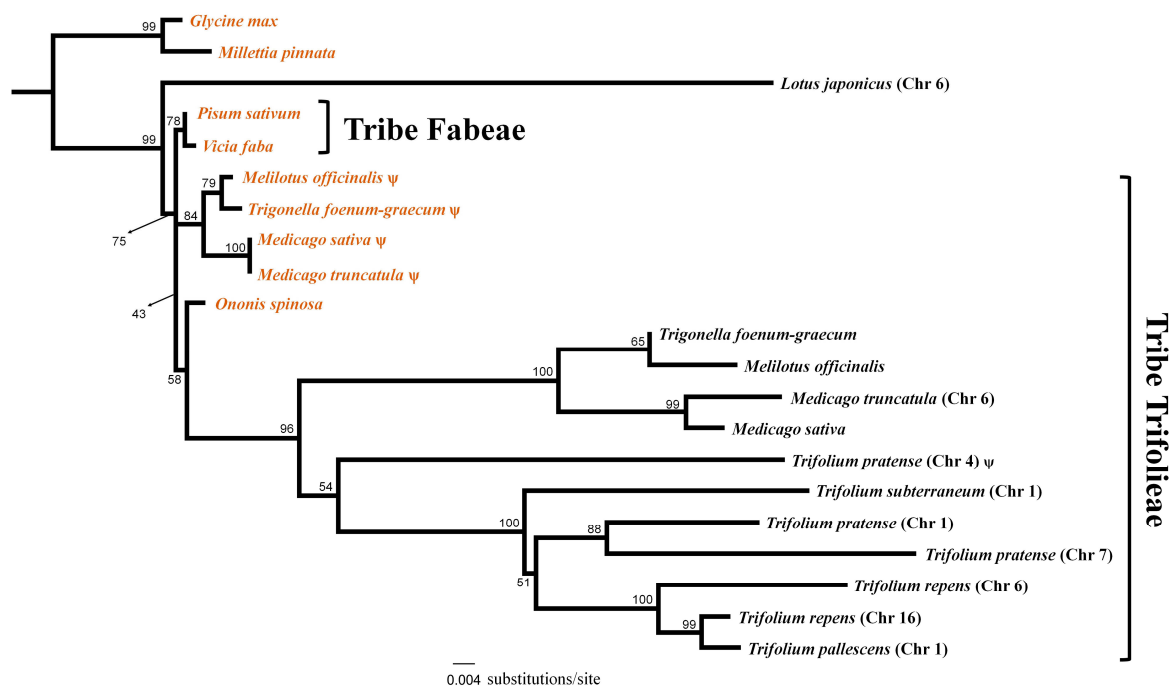 99
Glycine max
Millettia pinnata
Lotus japonicus (Chr 6)
99
78
Pisum sativum
Vicia faba
Tribe Fabeae
79
Melilotus officinalis ψ
84
Trigonella foenum-graecum ψ
75
100
Medicago sativa ψ
Medicago truncatula ψ
43
Ononis spinosa
58
65
Trigonella foenum-graecum
Melilotus officinalis
100
99
Medicago truncatula (Chr 6)
Medicago sativa
96
54
Trifolium pratense (Chr 4) ψ
Trifolium subterraneum (Chr 1)
100
88
Trifolium pratense (Chr 1)
Trifolium pratense (Chr 7)
51
Trifolium repens (Chr 6)
100
99
Trifolium repens (Chr 16)
Trifolium pallescens (Chr 1)
Tribe Trifolieae
0.004 substitutions/site